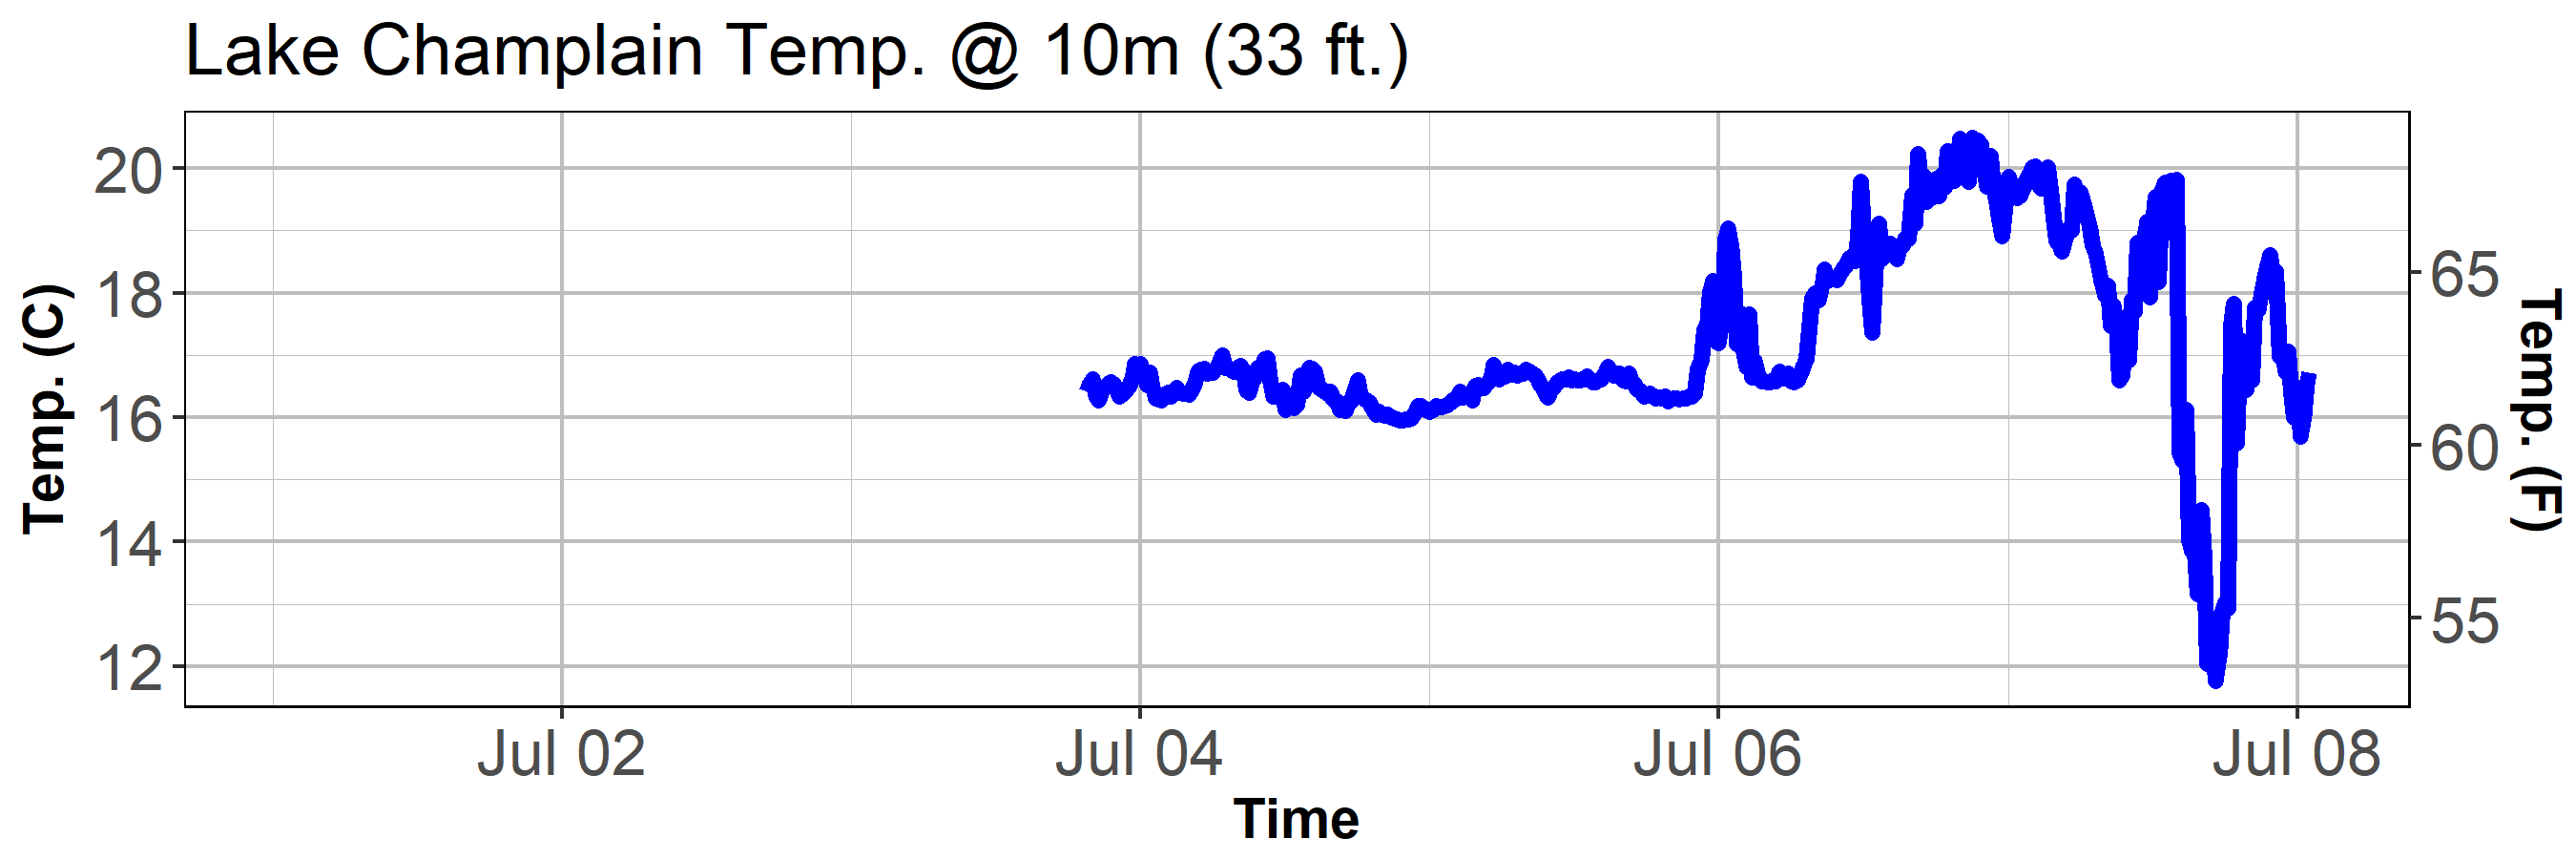 Lake Champlain Temp. @ 10m (33 ft.)
Temp. (C)
20
18
16
14
12
65
60
55
Temp. (F)
Jul 02
Jul 04
Jul 06
Jul 08
Time